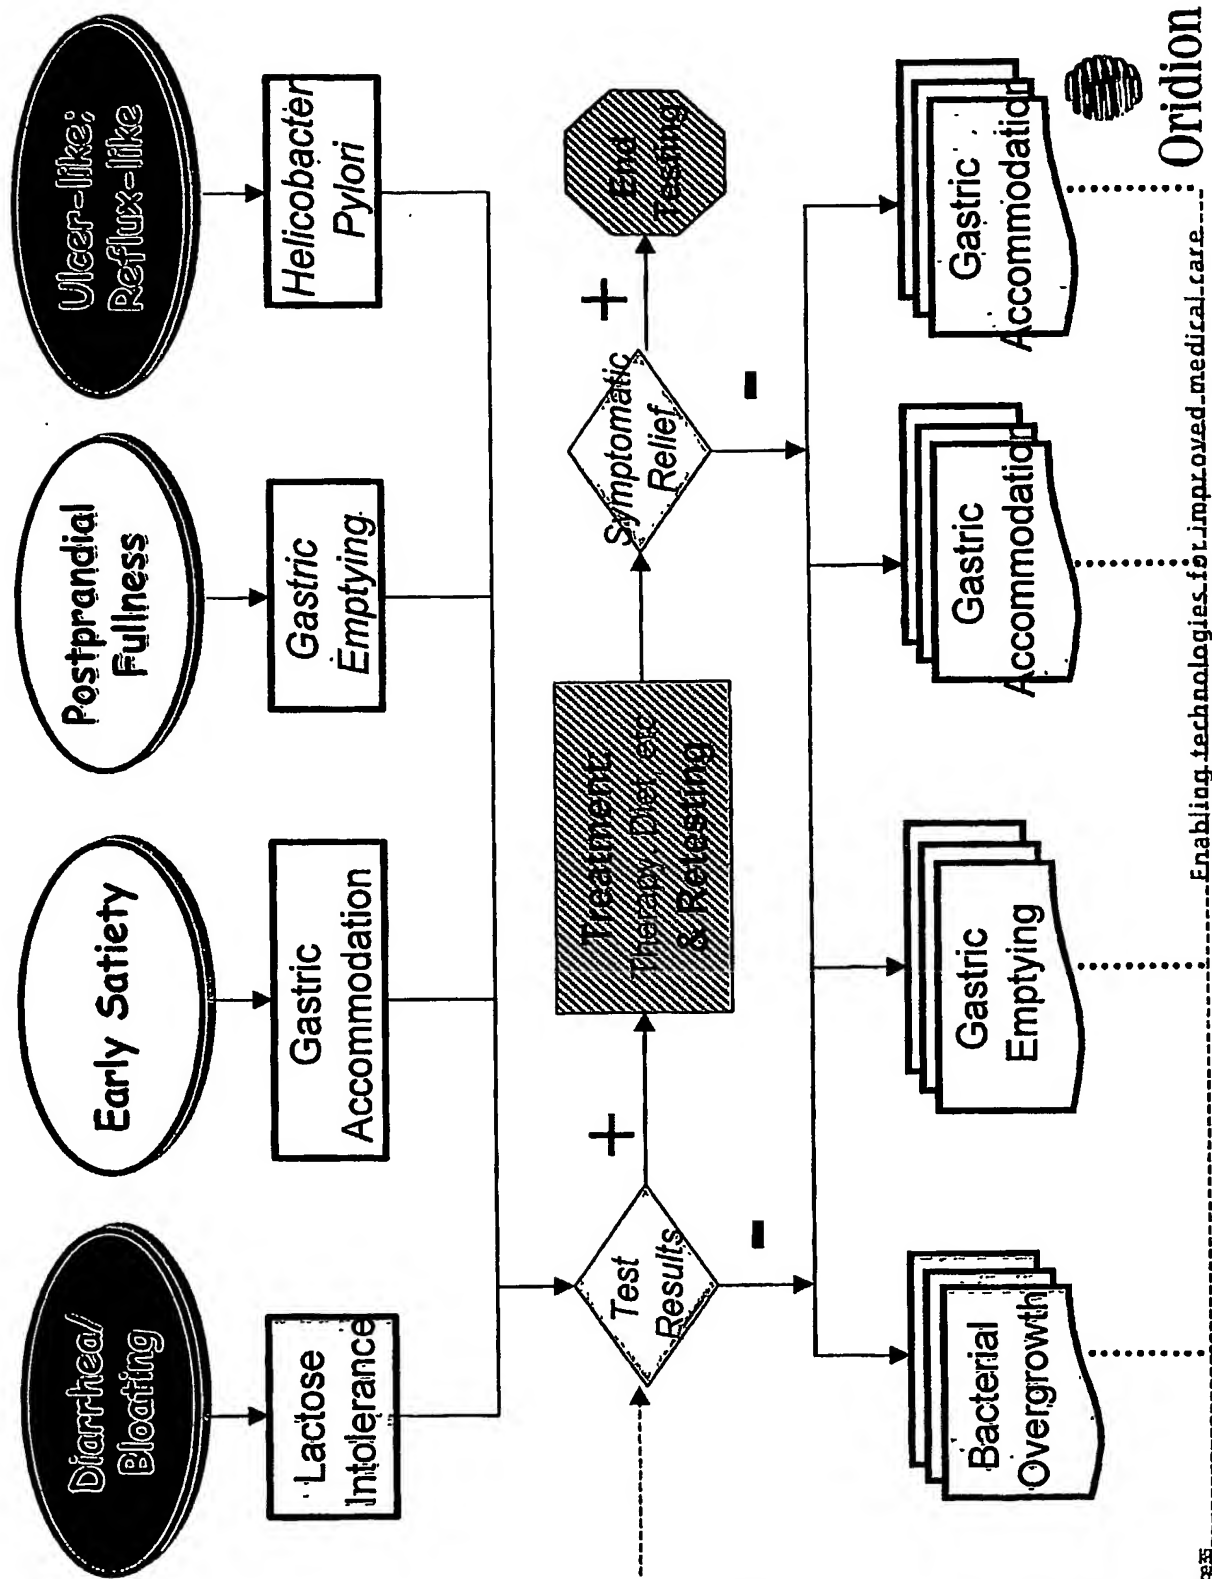 Diarrhea/
Bloating
Early Satiety
Postprandial
Fullness
Ulcer-like;
Reflux-like
Lactose
Intolerance
Gastric
Accommodation
Gastric
Emptying
Helicobacter
Pylori
Test
Results
+
-
Treatment:
Therapy, Diet, etc
& Retesting
Symptomatic
Relief
+
-
End
Testing
Bacterial
Overgrowth
Gastric
Emptying
Gastric
Accommodation
Gastric
Accommodation
Enabling technologies for improved medical care
Oridion